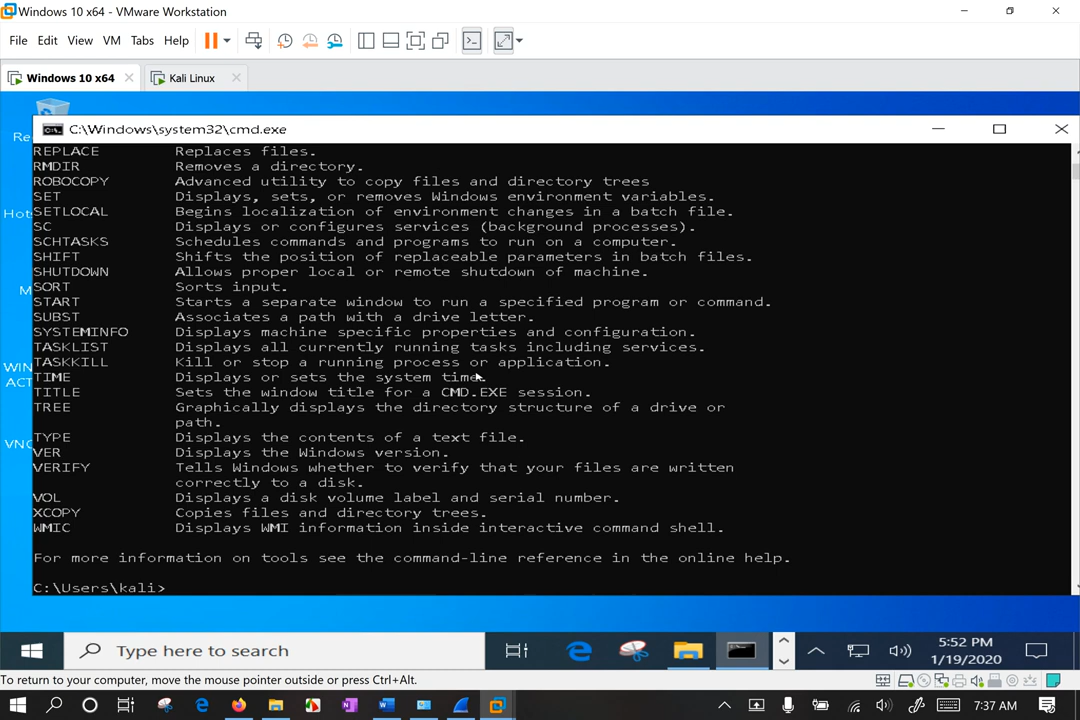 Windows 10 x64 - VMware Workstation
File Edit View VM Tabs Help
Windows 10 x64 Kali Linux
C:\Windows\system32\cmd.exe
REPLACE Replaces files.
RMDIR Removes a directory.
ROBOCOPY Advanced utility to copy files and directory trees
SET Displays, sets, or removes Windows environment variables.
SETLOCAL Begins localization of environment changes in a batch file.
SC Displays or configures services (background processes).
SCHTASKS Schedules commands and programs to run on a computer.
SHIFT Shifts the position of replaceable parameters in batch files.
SHUTDOWN Allows proper local or remote shutdown of machine.
SORT Sorts input.
START Starts a separate window to run a specified program or command.
SUBST Associates a path with a drive letter.
SYSTEMINFO Displays machine specific properties and configuration.
TASKLIST Displays all currently running tasks including services.
TASKKILL Kill or stop a running process or application.
TIME Displays or sets the system time.
TITLE Sets the window title for a CMD.EXE session.
TREE Graphically displays the directory structure of a drive or
path.
TYPE Displays the contents of a text file.
VER Displays the Windows version.
VERIFY Tells Windows whether to verify that your files are written
correctly to a disk.
VOL Displays a disk volume label and serial number.
XCOPY Copies files and directory trees.
WMIC Displays WMI information inside interactive command shell.
For more information on tools see the command-line reference in the online help.
C:\Users\kali>
Re
Hot
M
WIN
ACT
VNC
Type here to search
5:52 PM
1/19/2020
To return to your computer, move the mouse pointer outside or press Ctrl+Alt.
7:37 AM